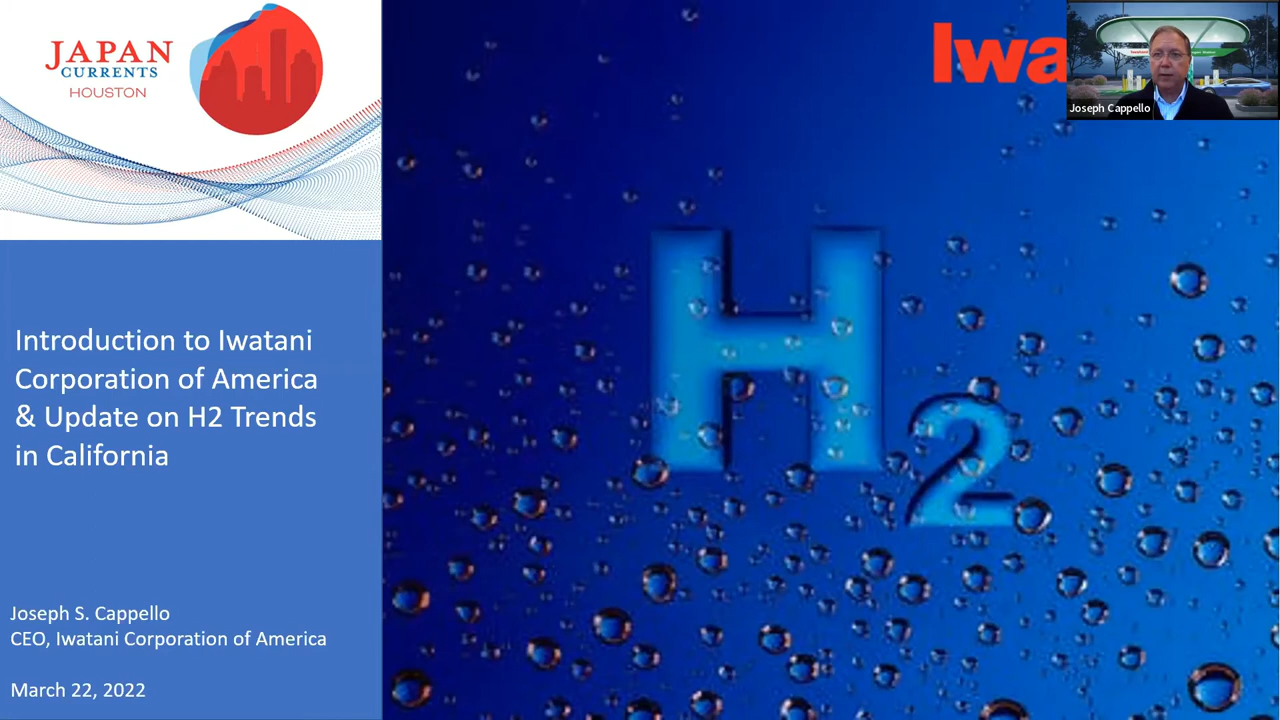 JAPAN
CURRENTS
HOUSTON
Iwa
Joseph Cappello
H2
Introduction to Iwatani
Corporation of America
& Update on H2 Trends
in California
Joseph S. Cappello
CEO, Iwatani Corporation of America
March 22, 2022